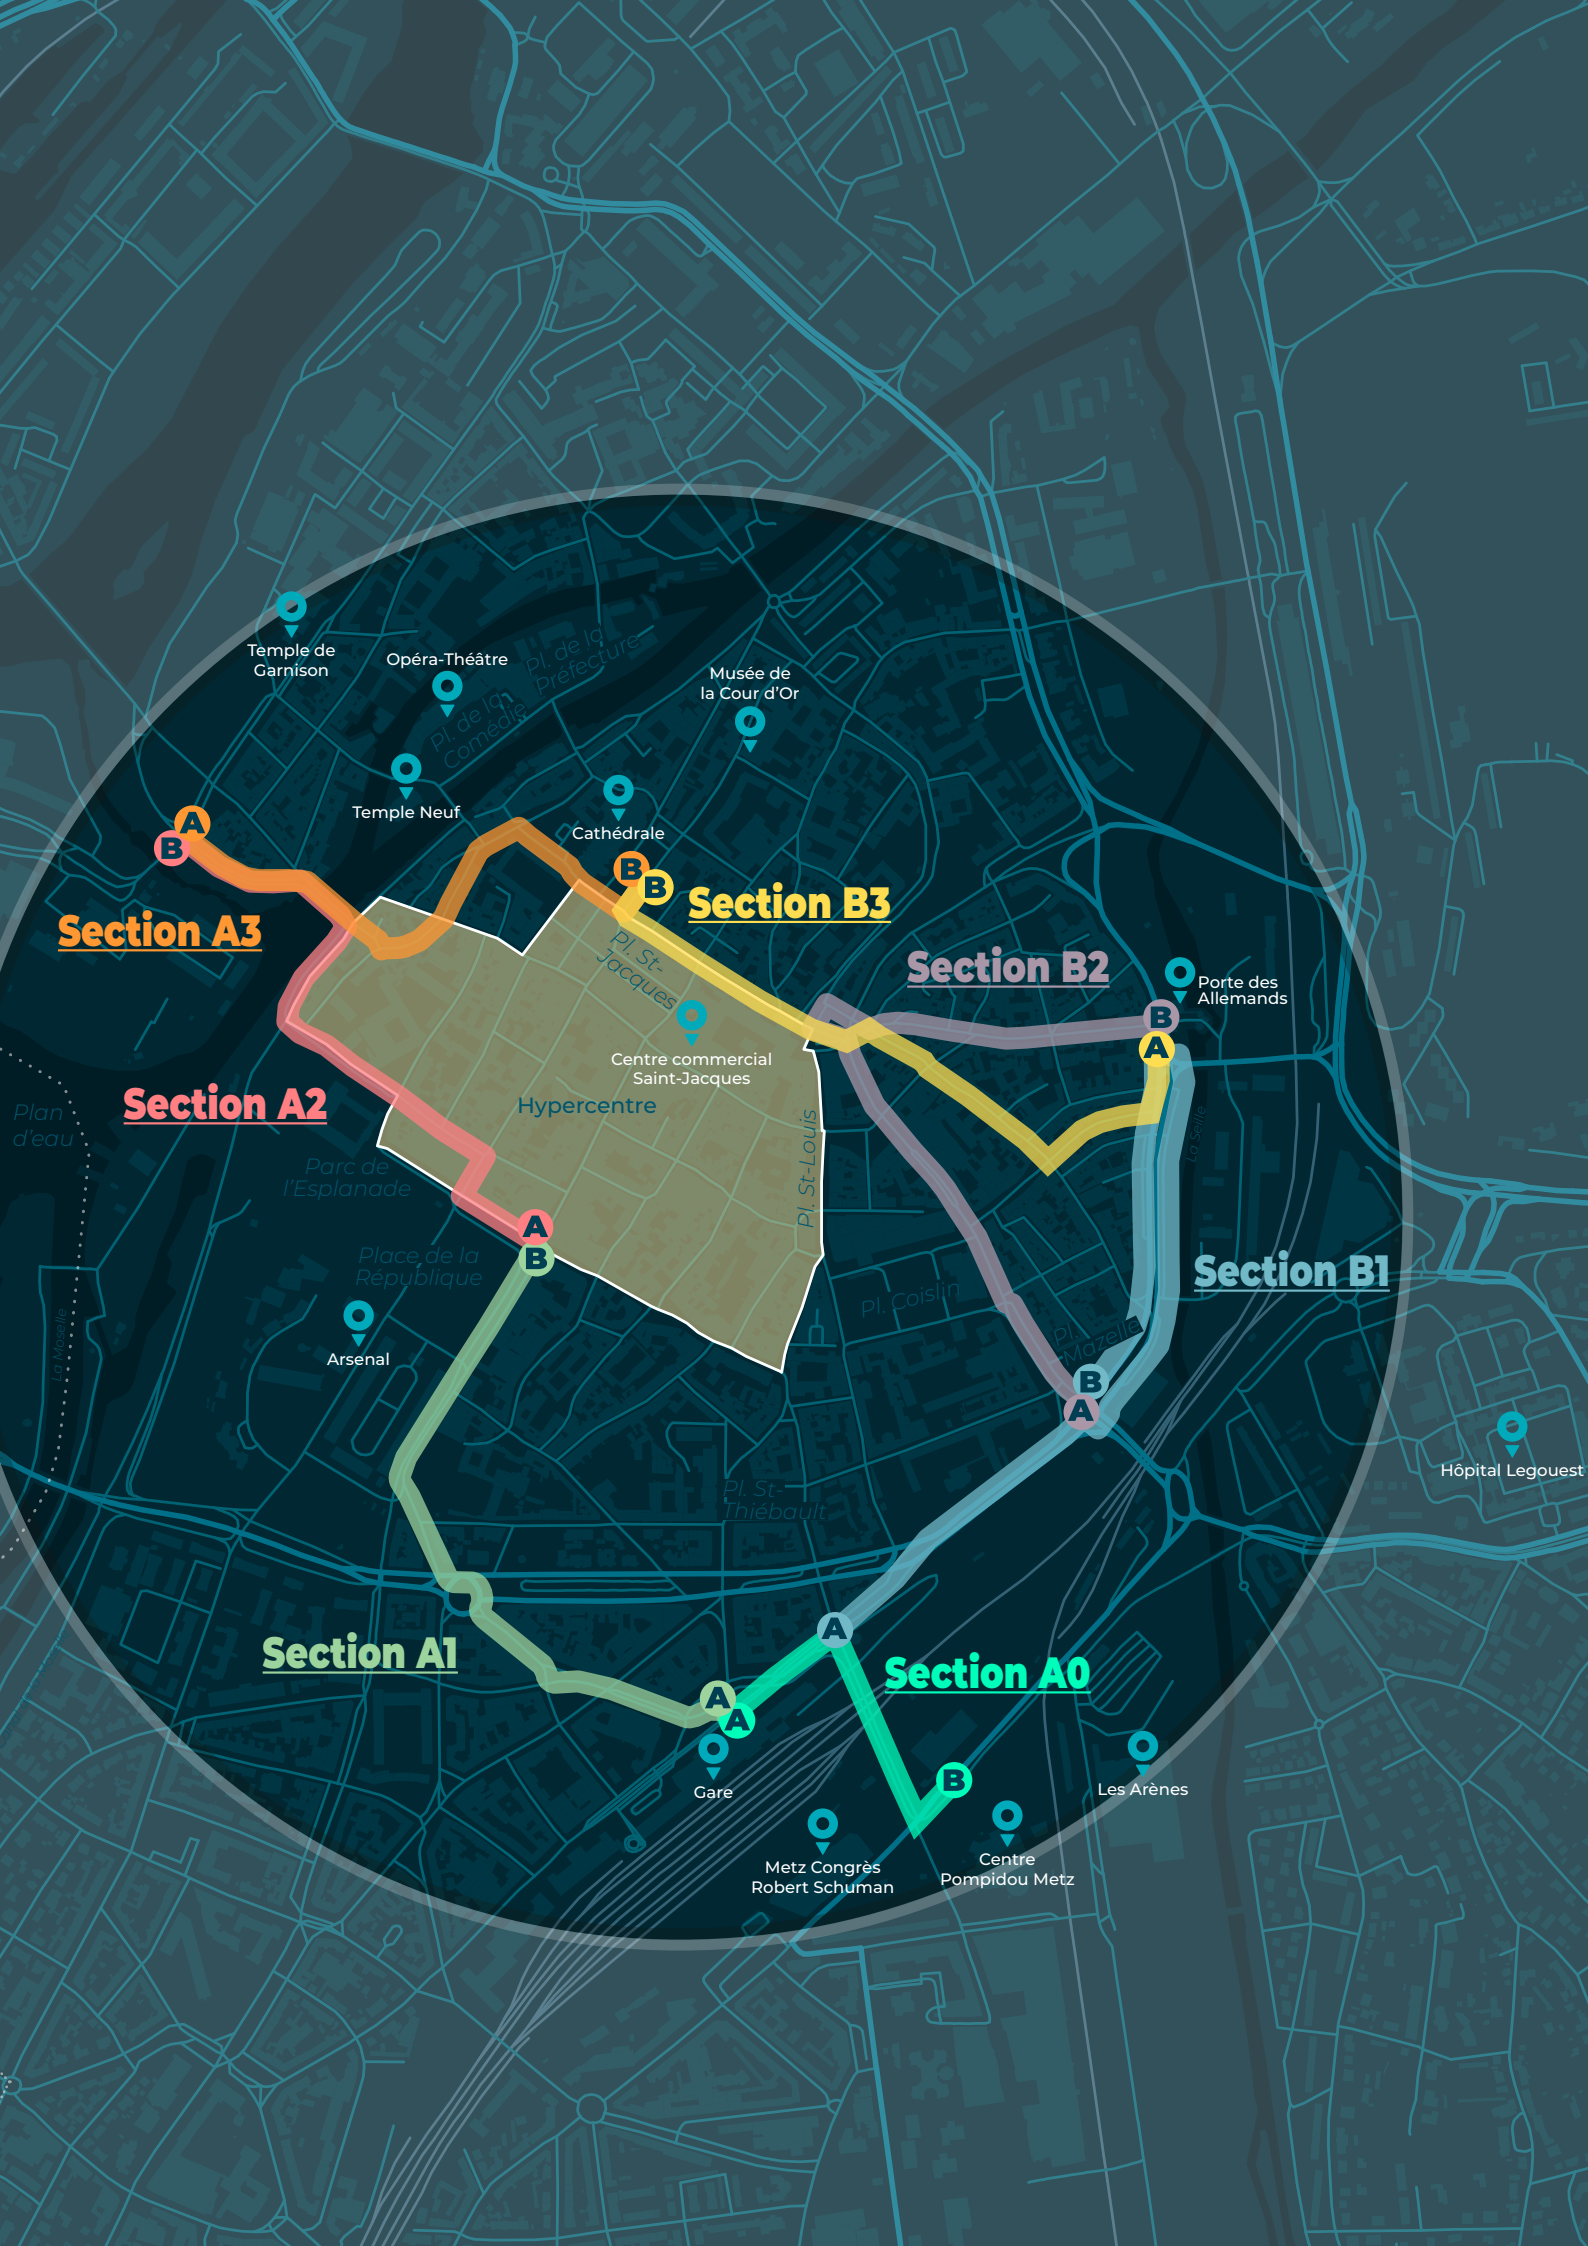 Temple de
Garnison
Opéra-Théâtre
Pl. de la
Préfecture
Pl. de la
Comédie
Musée de
la Cour d'Or
Temple Neuf
Cathédrale
A
B
B
B
Section B3
Section A3
Pl. St-
Jacques
Section B2
Porte des
Allemands
B
A
Centre commercial
Saint-Jacques
Hypercentre
Section A2
Plan
d'eau
Parc de
l'Esplanade
Pl. St-Louis
La Seille
A
B
Place de la
République
Section B1
Pl. Coislin
Pl.
Mazelle
La Moselle
Arsenal
B
A
Hôpital Legouest
Pl. St-
Thiébault
A
Section A1
Section A0
A
A
Gare
B
Les Arènes
Metz Congrès
Robert Schuman
Centre
Pompidou Metz